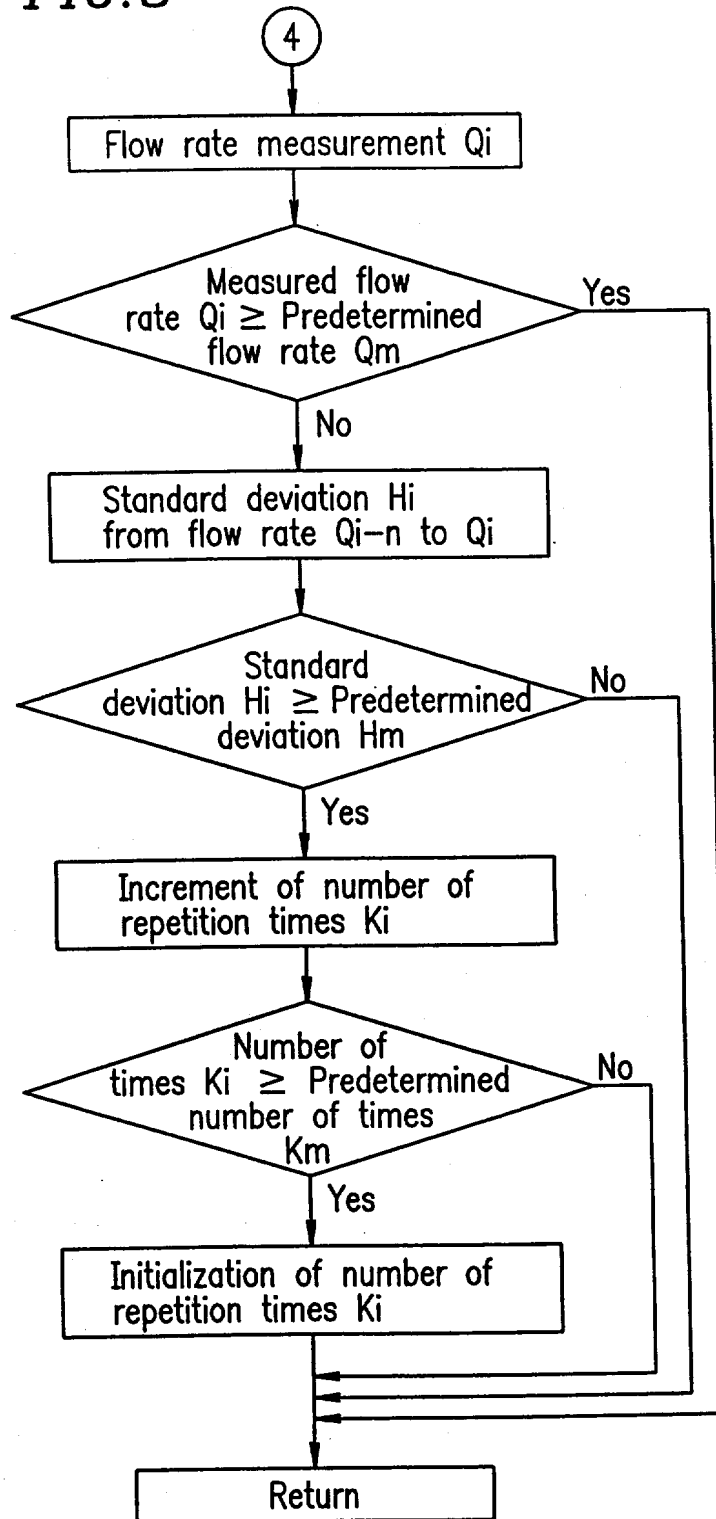 4
Flow rate measurement Qi
Measured flow
rate Qi ≥ Predetermined
flow rate Qm
Yes
No
Standard deviation Hi
from flow rate Qi-n to Qi
Standard
deviation Hi ≥ Predetermined
deviation Hm
No
Yes
Increment of number of
repetition times Ki
Number of
times Ki ≥ Predetermined
number of times
Km
No
Yes
Initialization of number of
repetition times Ki
Return